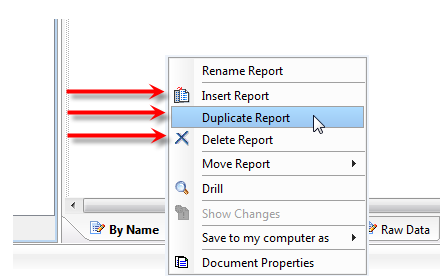 Rename Report
Insert Report
Duplicate Report
Delete Report
Move Report
Drill
Show Changes
Save to my computer as
Document Properties
By Name
Raw Data